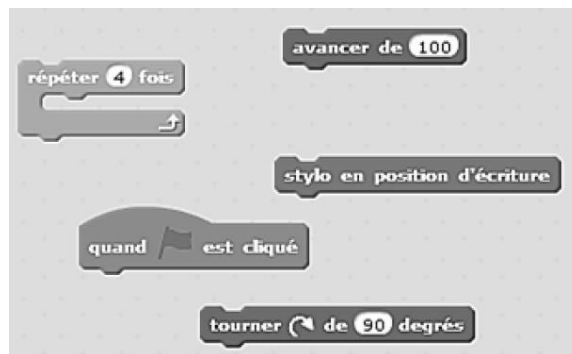 avancer de 100
répéter 4 fois
stylo en position d'écriture
quand est cliqué
tourner de 90 degrés